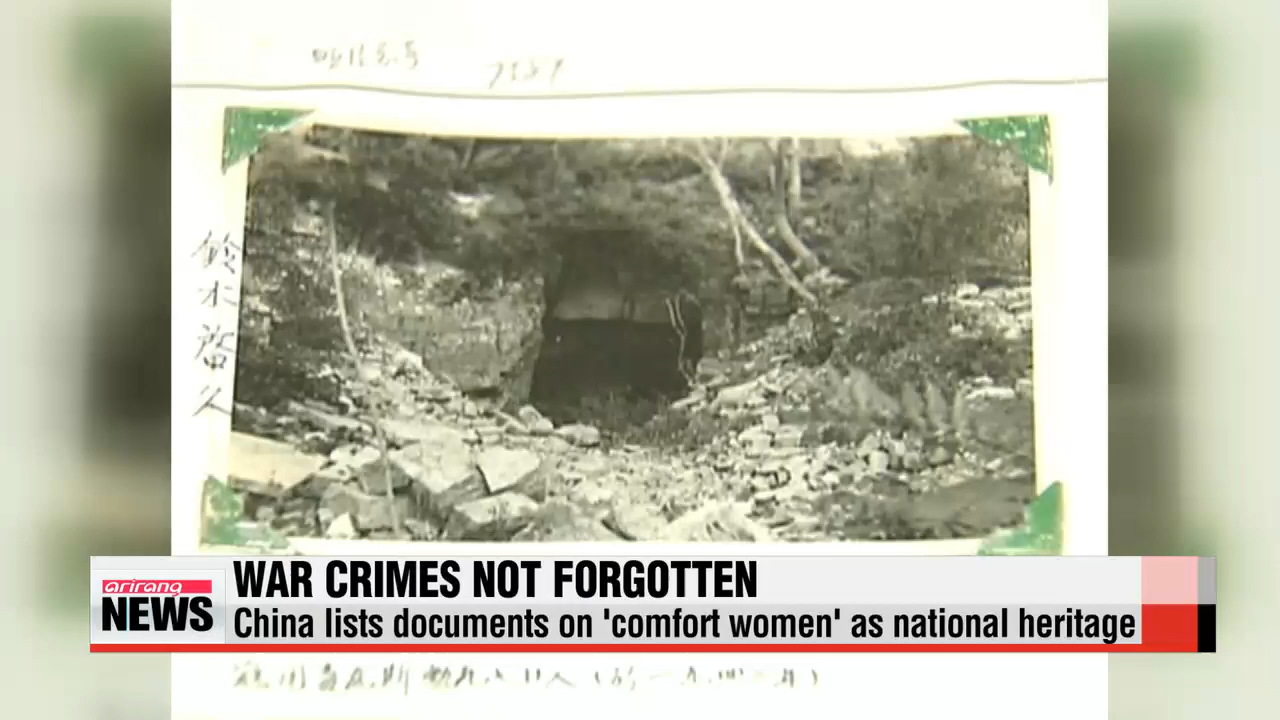 鈴木啓久
arirang
NEWS
WAR CRIMES NOT FORGOTTEN
China lists documents on 'comfort women' as national heritage